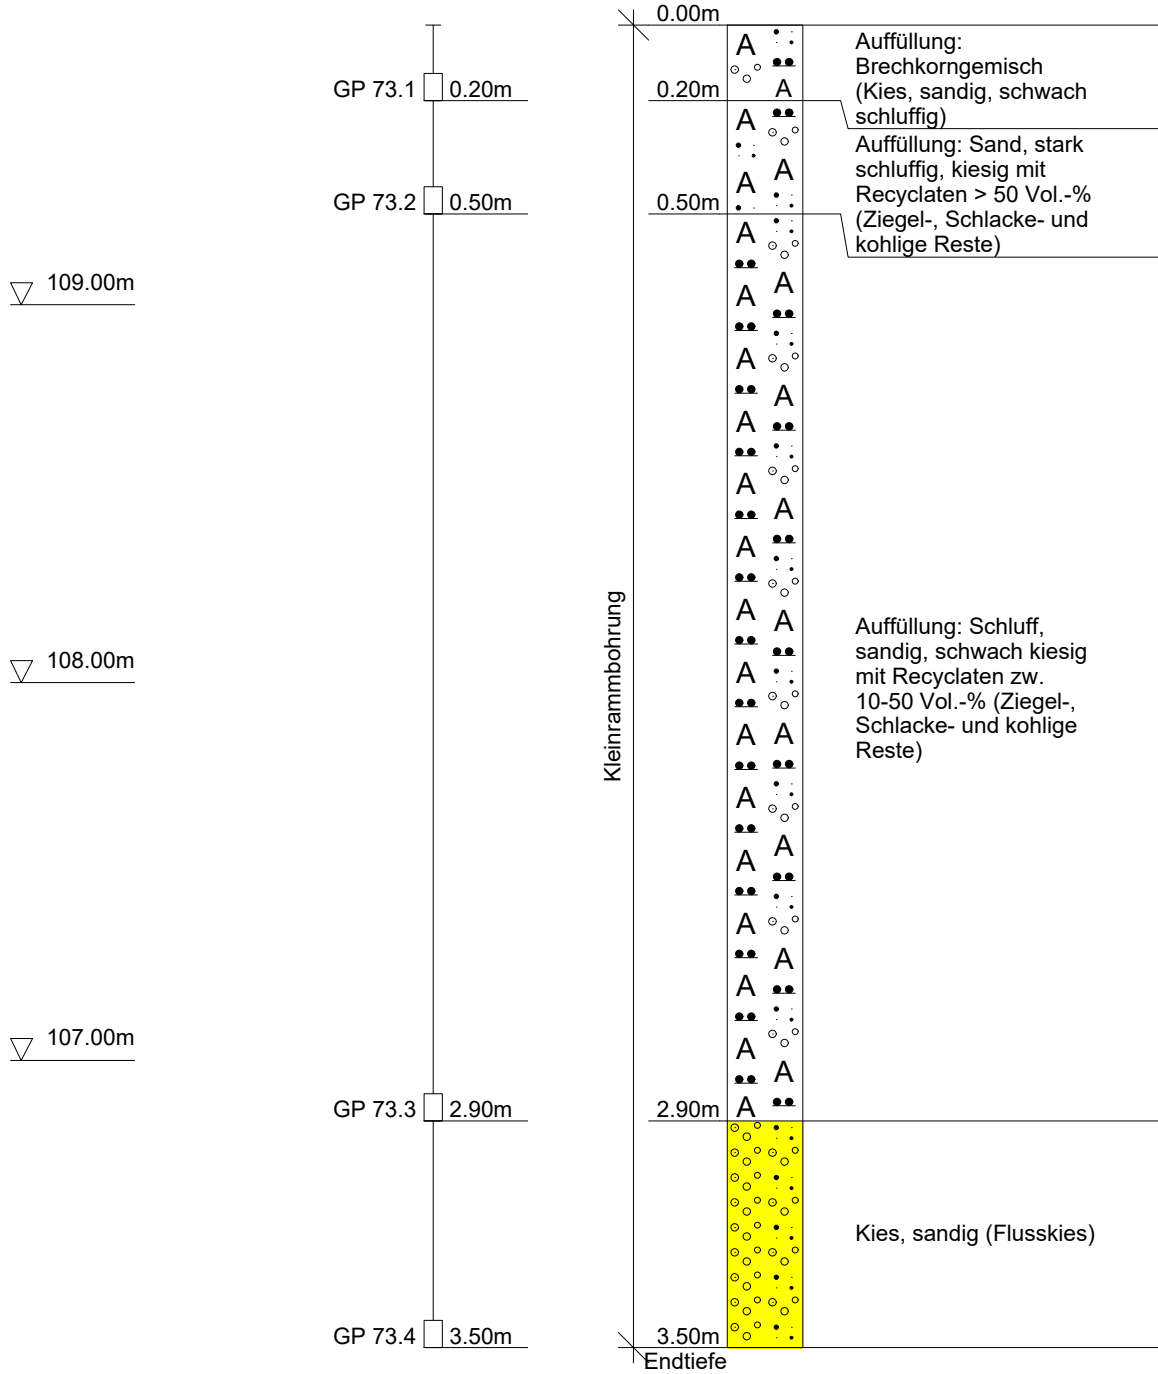 0.00m
A
Auffüllung:
Brechkorngemisch
(Kies, sandig, schwach
schluffig)
GP 73.1 0.20m
0.20m
A
A
Auffüllung: Sand, stark
schluffig, kiesig mit
Recyclaten > 50 Vol.-%
(Ziegel-, Schlacke- und
kohlige Reste)
A
A
GP 73.2 0.50m
0.50m
A
109.00m
A
A
A
A
A
A
A
A
A
Kleinrammbohrung
A
A
Auffüllung: Schluff,
sandig, schwach kiesig
mit Recyclaten zw.
10-50 Vol.-% (Ziegel-,
Schlacke- und kohlige
Reste)
108.00m
A
A
A
A
A
A
A
A
A
107.00m
A
A
GP 73.3 2.90m
2.90m
A
Kies, sandig (Flusskies)
GP 73.4 3.50m
3.50m
Endtiefe